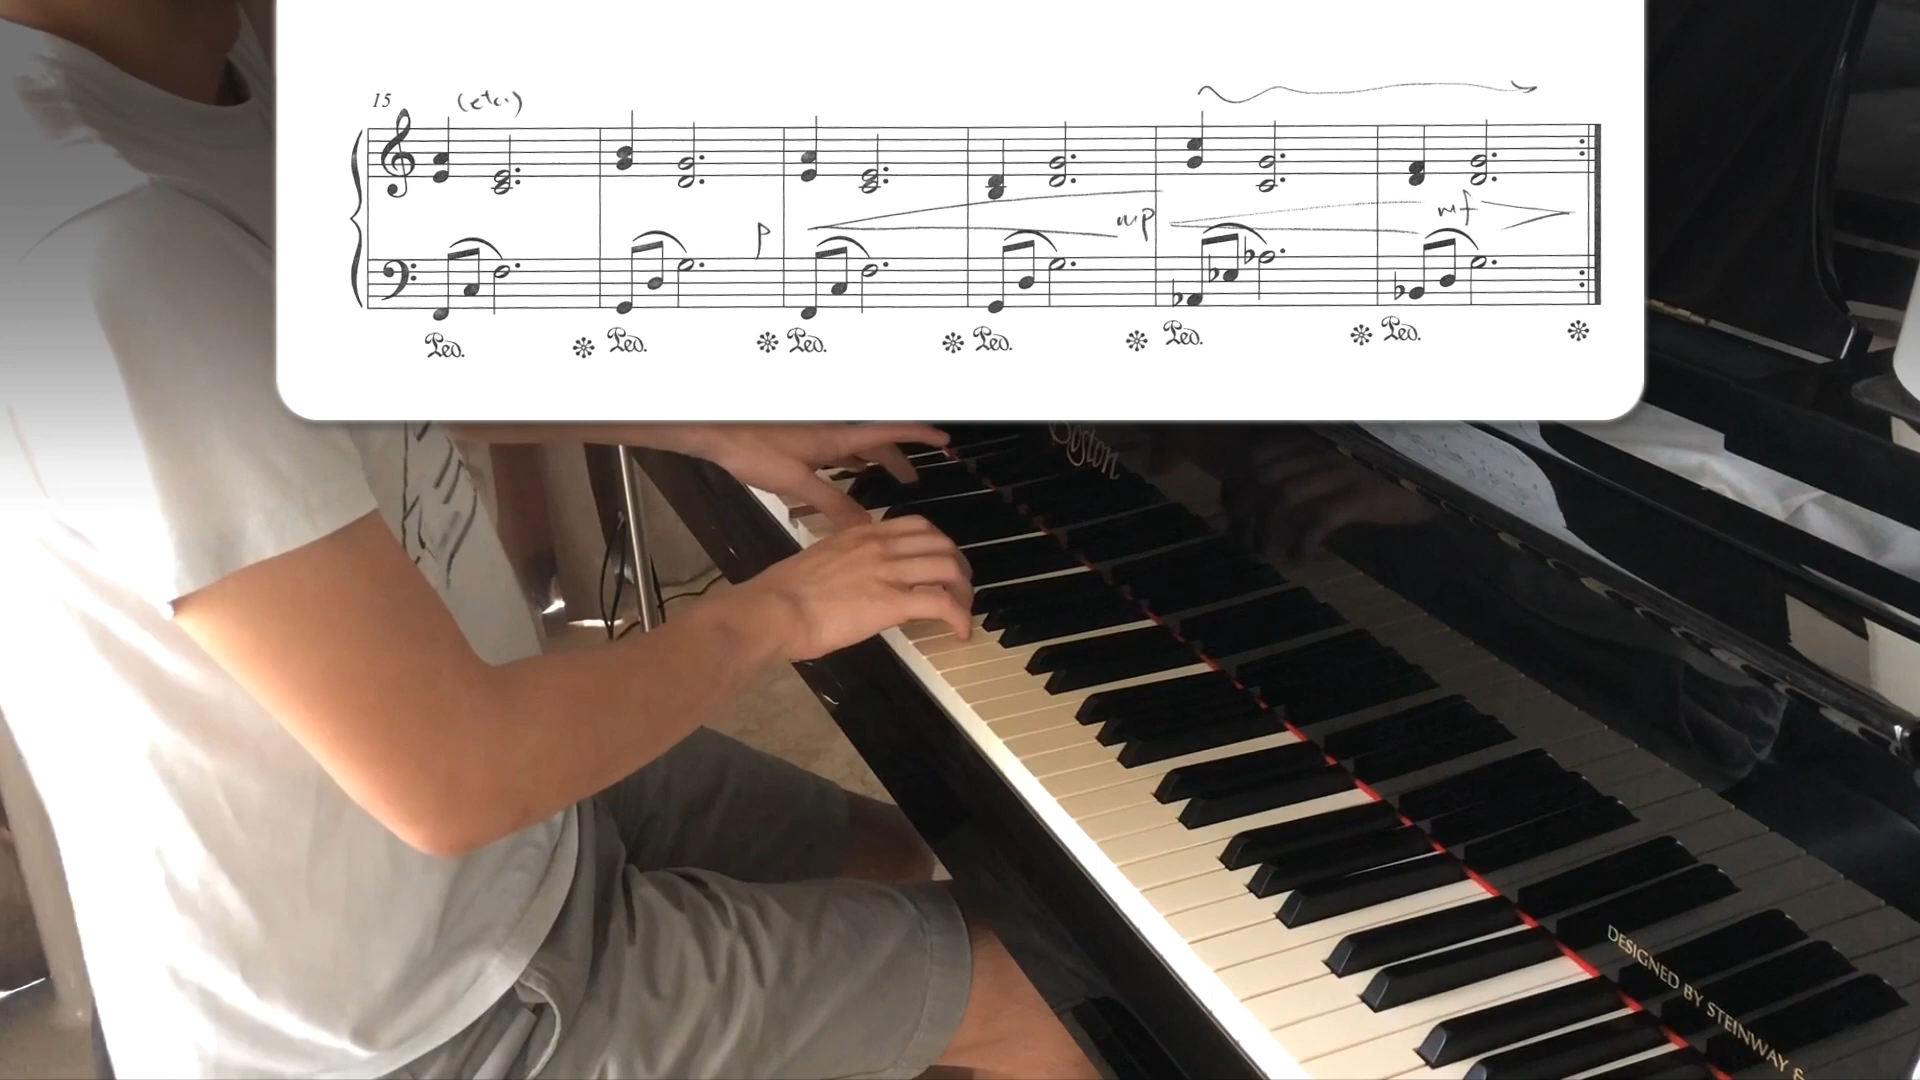 15 (etc.)
p mp mf
Ped. Ped. Ped. Ped. Ped. Ped.
Boston
DESIGNED BY STEINWAY &